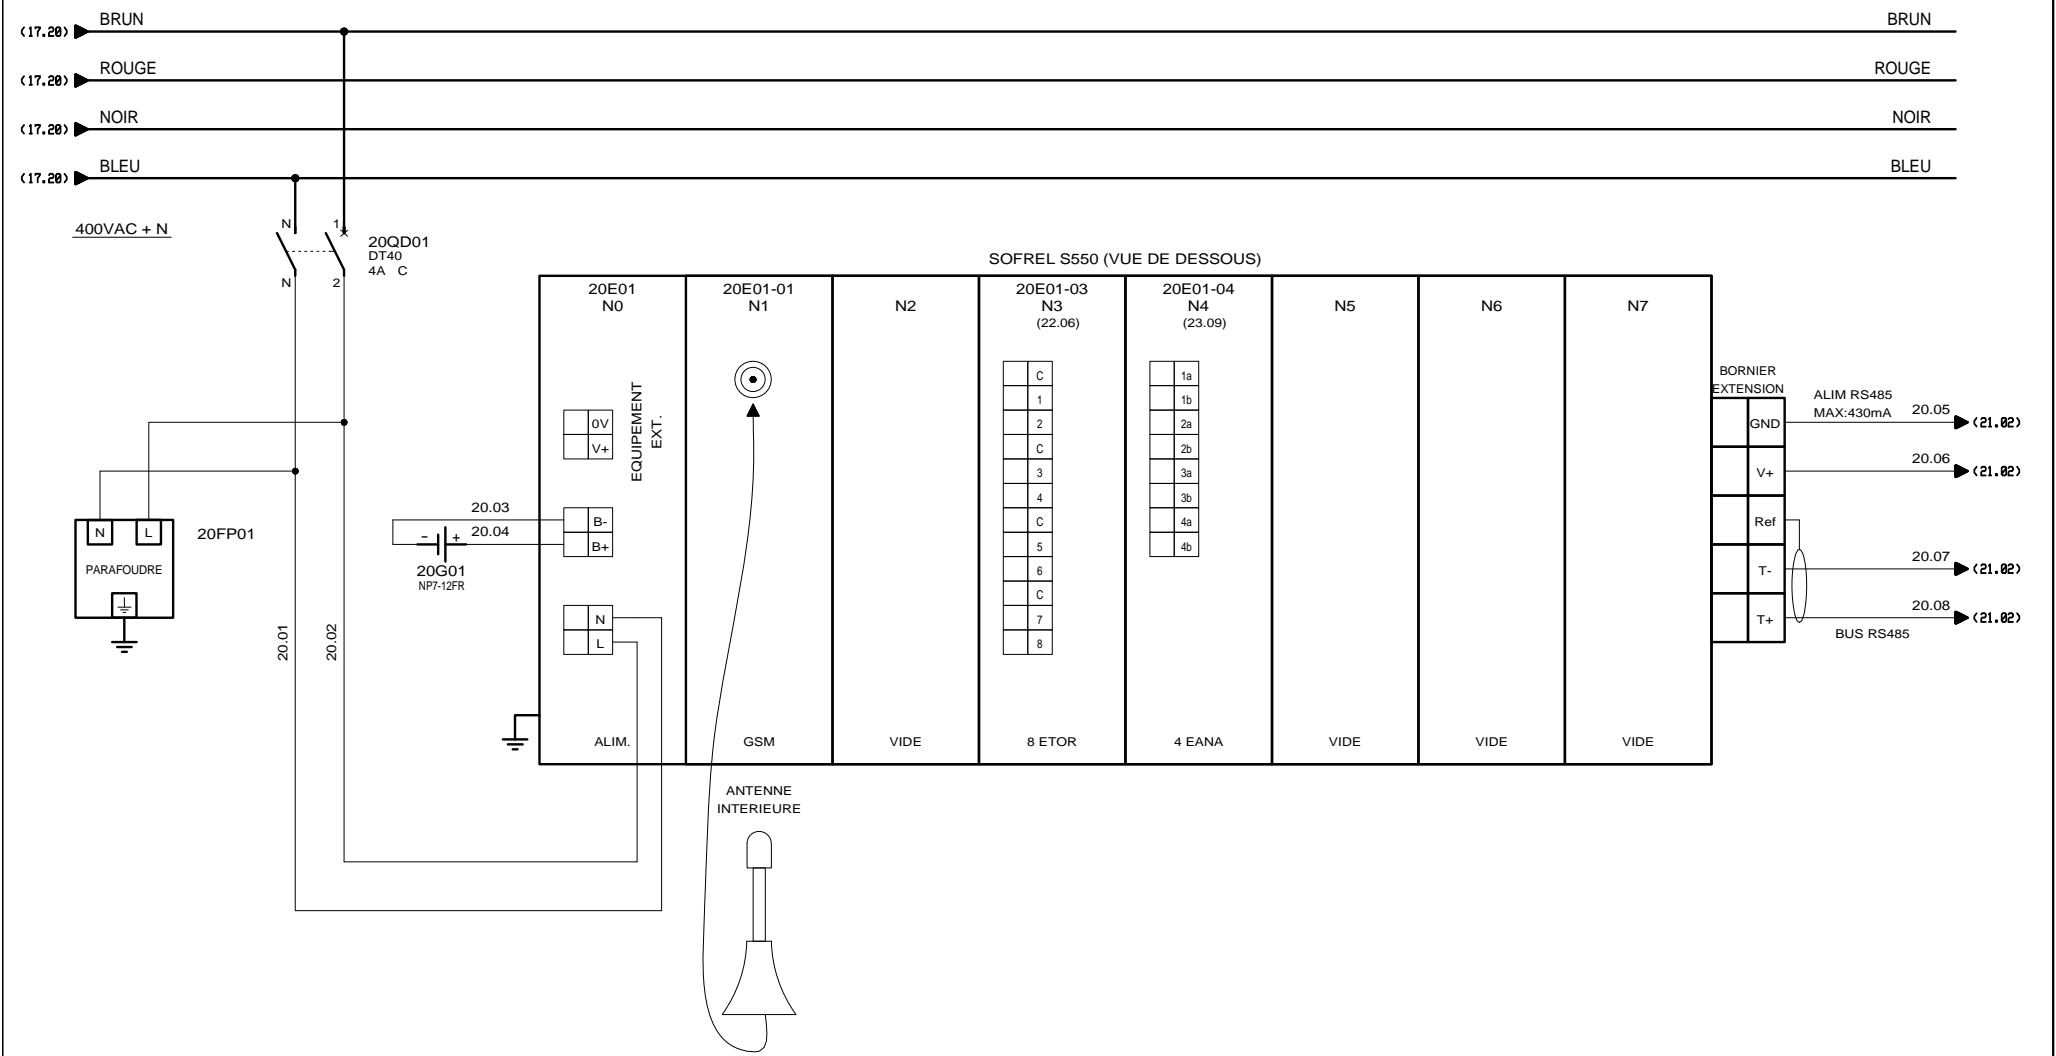 BRUN
BRUN
(17.20)
ROUGE
ROUGE
(17.20)
NOIR
NOIR
(17.20)
BLEU
BLEU
(17.20)
400VAC + N
N
1
20QD01
DT40
4A C
N
2
SOFREL S550 (VUE DE DESSOUS)
20E01
N0
20E01-01
N1
N2
20E01-03
N3
(22.06)
20E01-04
N4
(23.09)
N5
N6
N7
EQUIPEMENT
EXT.
0V
V+
20.03
B-
20.04
B+
- +
20G01
NP7-12FR
N
L
C
1
2
C
3
4
C
5
6
C
7
8
1a
1b
2a
2b
3a
3b
4a
4b
BORNIER
EXTENSION
ALIM RS485
MAX:430mA
GND
20.05
(21.02)
V+
20.06
(21.02)
Ref
T-
20.07
(21.02)
T+
20.08
(21.02)
BUS RS485
N
L
20FP01
PARAFOUDRE
20.01
20.02
ALIM.
GSM
VIDE
8 ETOR
4 EANA
VIDE
VIDE
VIDE
ANTENNE
INTERIEURE